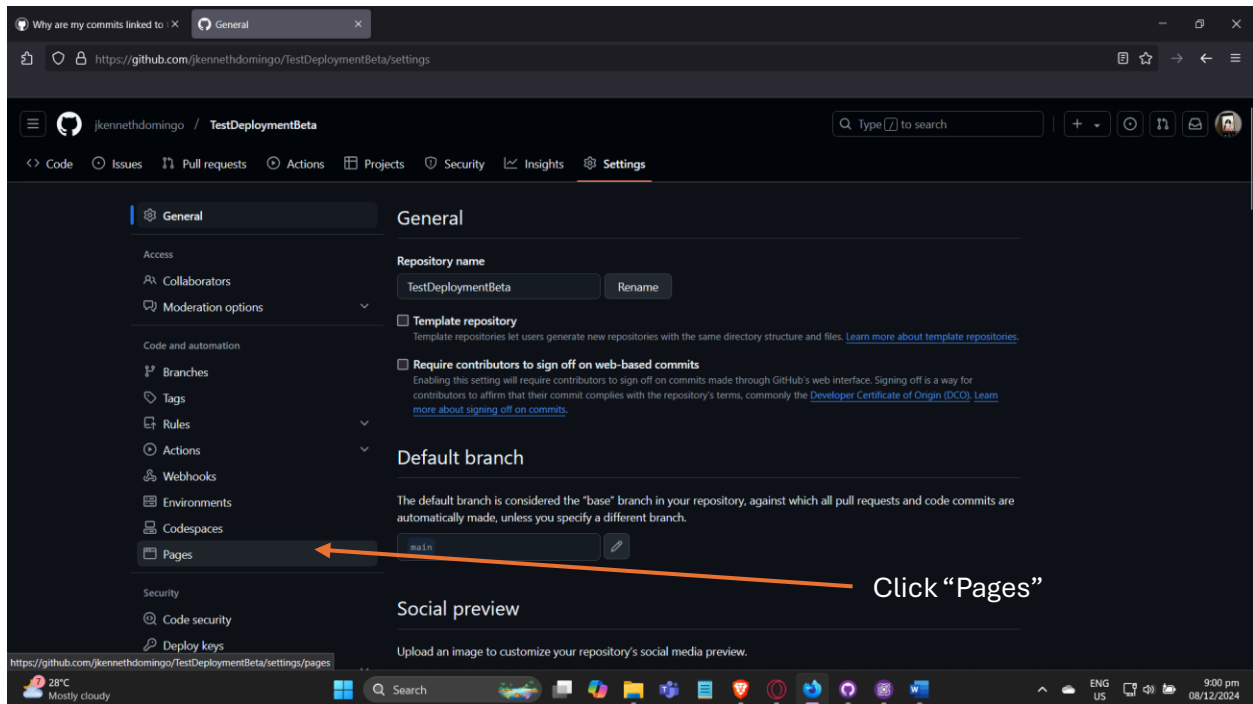 Why are my commits linked to
General
https://github.com/jkennethdomingo/TestDeploymentBeta/settings
jkennethdomingo / TestDeploymentBeta
Type / to search
Code Issues Pull requests Actions Projects Security Insights Settings
General
Access
Collaborators
Moderation options
Code and automation
Branches
Tags
Rules
Actions
Webhooks
Environments
Codespaces
Pages
Security
Code security
Deploy keys
General
Repository name
TestDeploymentBeta Rename
Template repository
Template repositories let users generate new repositories with the same directory structure and files. Learn more about template repositories.
Require contributors to sign off on web-based commits
Enabling this setting will require contributors to sign off on commits made through GitHub's web interface. Signing off is a way for
contributors to affirm that their commit complies with the repository's terms, commonly the Developer Certificate of Origin (DCO). Learn
more about signing off on commits.
Default branch
The default branch is considered the "base" branch in your repository, against which all pull requests and code commits are
automatically made, unless you specify a different branch.
main
Click “Pages”
Social preview
Upload an image to customize your repository's social media preview.
https://github.com/jkennethdomingo/TestDeploymentBeta/settings/pages
7
28°C
Mostly cloudy
Search
ENG
US
9:00 pm
08/12/2024